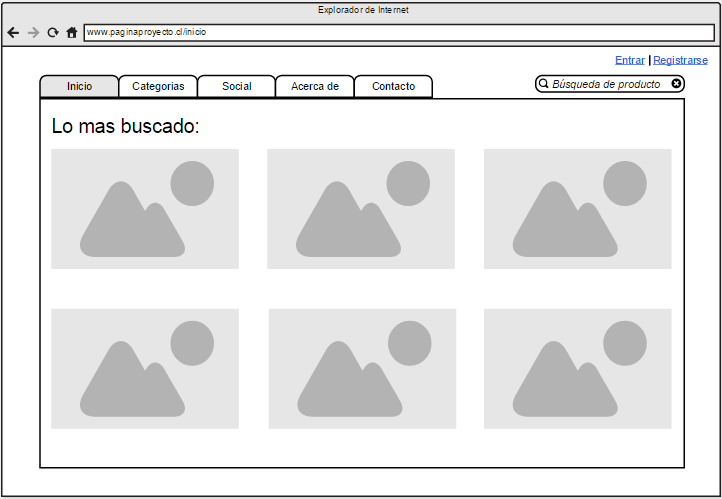 Explorador de Internet
www.paginaproyecto.cl/inicio
Entrar | Registrarse
Inicio Categorias Social Acerca de Contacto Búsqueda de producto
Lo mas buscado: